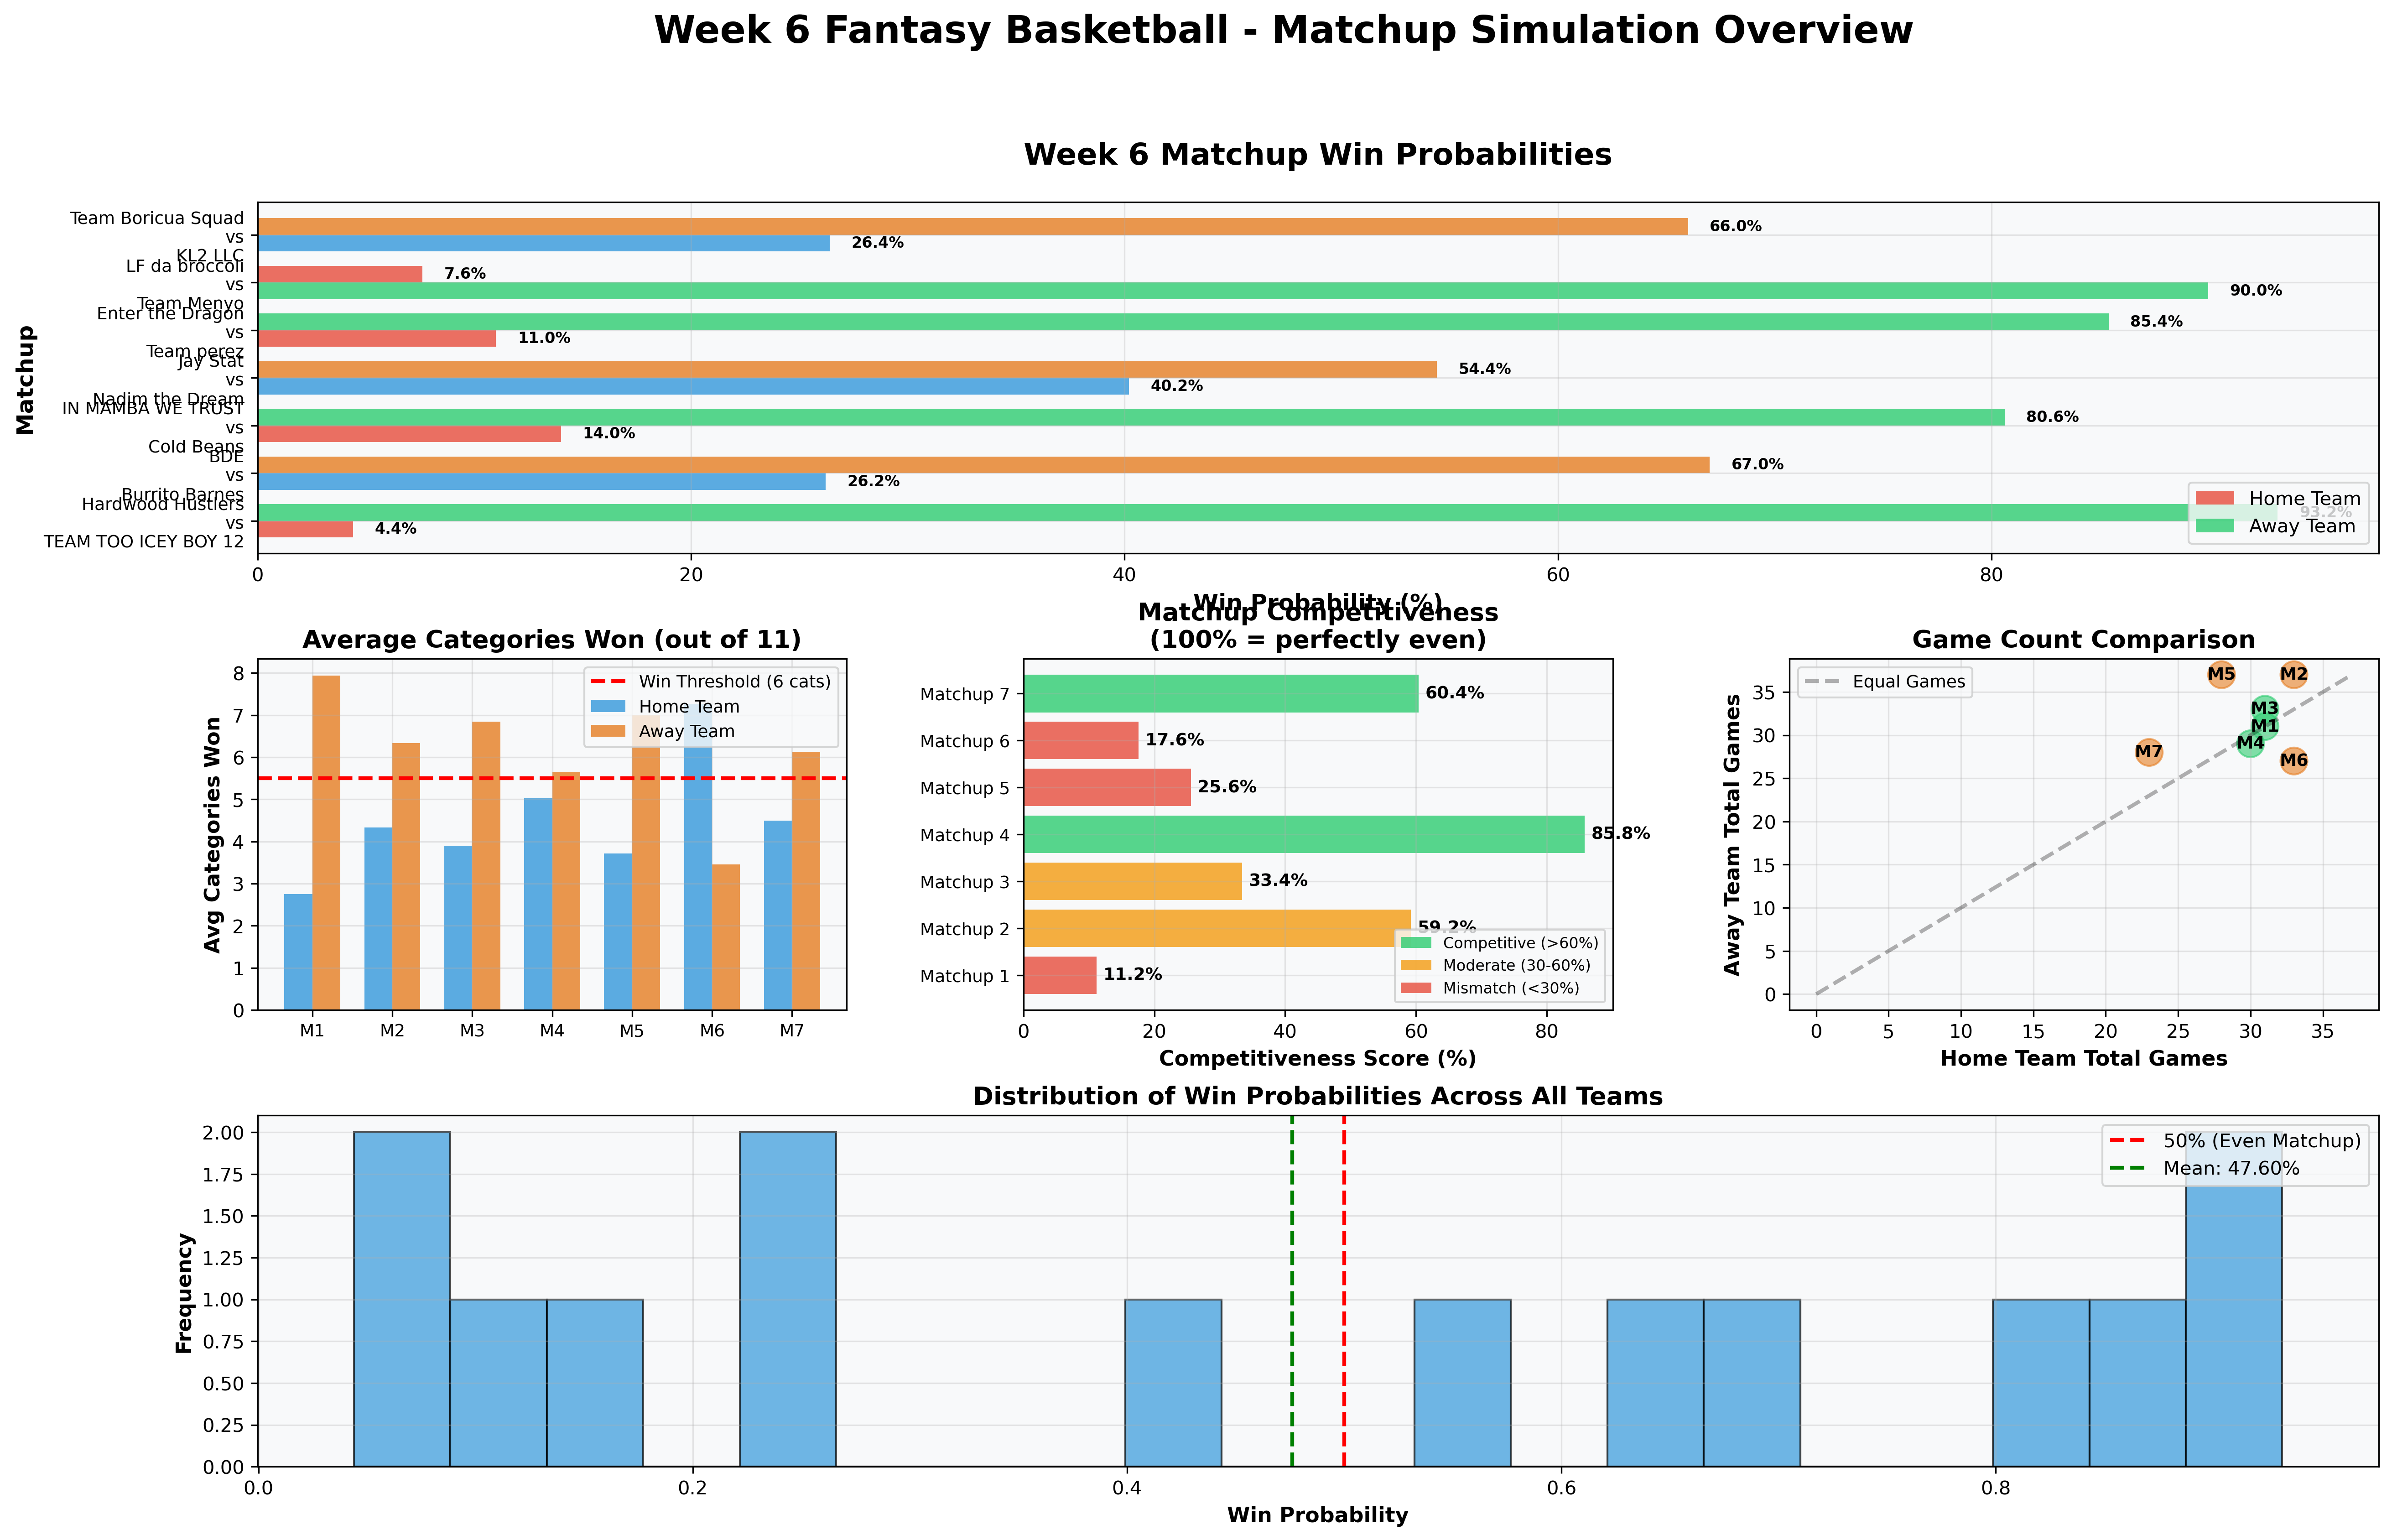 Week 6 Fantasy Basketball - Matchup Simulation Overview
Week 6 Matchup Win Probabilities
Matchup
Team Boricua Squad
vs
KL2 LLC
LF da broccoli
vs
Team Menyo
Enter the Dragon
vs
Team perez
Jay Stat
vs
Nadim the Dream
IN MAMBA WE TRUST
vs
Cold Beans
BDE
vs
Burrito Barnes
Hardwood Hustlers
vs
TEAM TOO ICEY BOY 12
66.0%
26.4%
7.6%
90.0%
85.4%
11.0%
54.4%
40.2%
80.6%
14.0%
67.0%
26.2%
93.2%
4.4%
Home Team
Away Team
0 20 40 60 80
Win Probability (%)
Average Categories Won (out of 11)
Avg Categories Won
8
7
6
5
4
3
2
1
0
Win Threshold (6 cats)
Home Team
Away Team
M1 M2 M3 M4 M5 M6 M7
Matchup Competitiveness
(100% = perfectly even)
Matchup 7 60.4%
Matchup 6 17.6%
Matchup 5 25.6%
Matchup 4 85.8%
Matchup 3 33.4%
Matchup 2 59.2%
Matchup 1 11.2%
Competitive (>60%)
Moderate (30-60%)
Mismatch (<30%)
0 20 40 60 80
Competitiveness Score (%)
Game Count Comparison
Away Team Total Games
35
30
25
20
15
10
5
0
Equal Games
M5 M2
M3
M1
M4
M7
M6
0 5 10 15 20 25 30 35
Home Team Total Games
Distribution of Win Probabilities Across All Teams
Frequency
2.00
1.75
1.50
1.25
1.00
0.75
0.50
0.25
0.00
50% (Even Matchup)
Mean: 47.60%
0.0 0.2 0.4 0.6 0.8
Win Probability